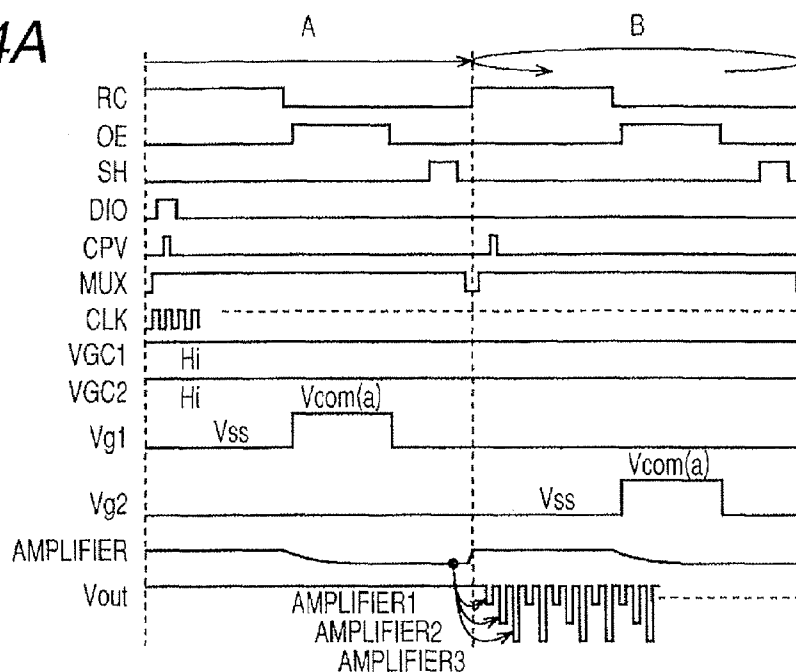 4A
A B
RC
OE
SH
DIO
CPV
MUX
CLK
VGC1
Hi
VGC2
Hi Vcom(a)
Vg1 Vss
Vcom(a)
Vg2 Vss
AMPLIFIER
Vout
AMPLIFIER1
AMPLIFIER2
AMPLIFIER3